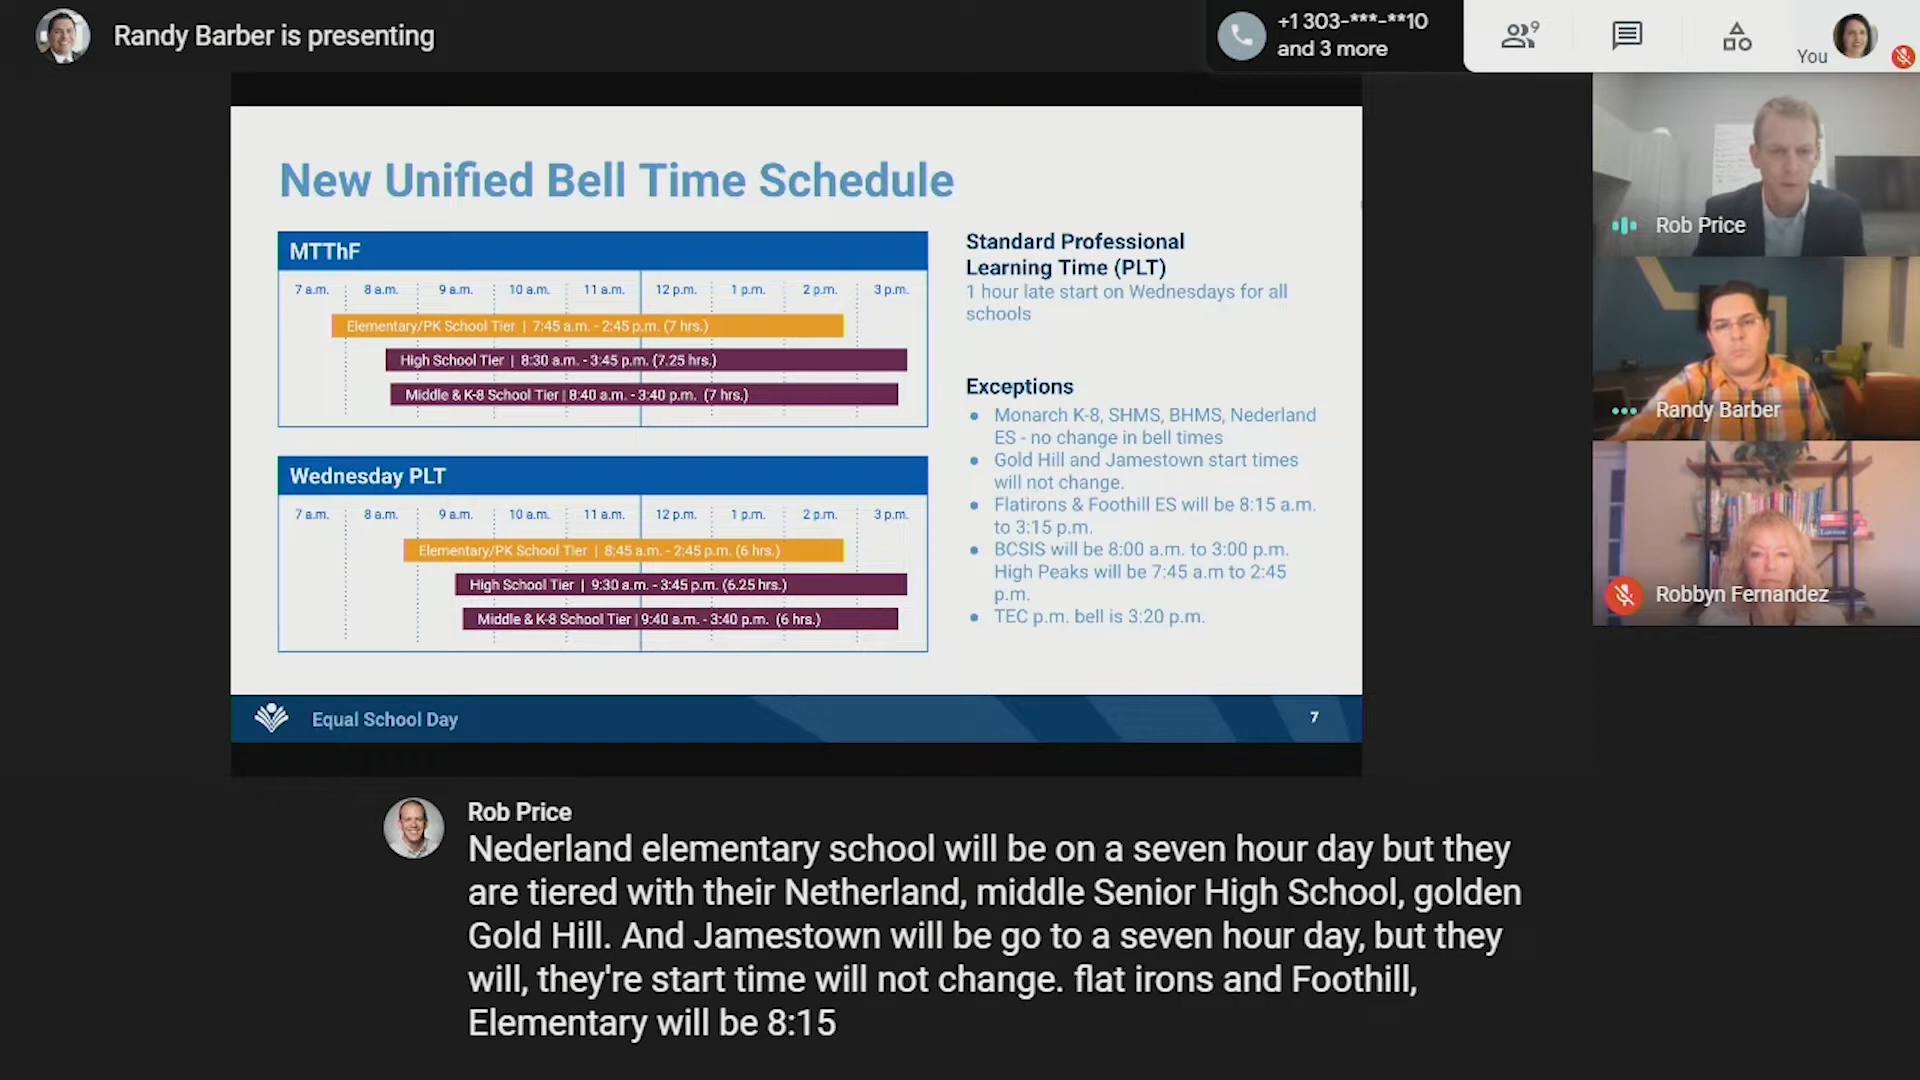 Randy Barber is presenting
+1 303-***-**10
and 3 more
9
You
New Unified Bell Time Schedule
MTThF
7 a.m. 8 a.m. 9 a.m. 10 a.m. 11 a.m. 12 p.m. 1 p.m. 2 p.m. 3 p.m.
Elementary/PK School Tier | 7:45 a.m. - 2:45 p.m. (7 hrs.)
High School Tier | 8:30 a.m. - 3:45 p.m. (7.25 hrs.)
Middle & K-8 School Tier | 8:40 a.m. - 3:40 p.m. (7 hrs.)
Wednesday PLT
7 a.m. 8 a.m. 9 a.m. 10 a.m. 11 a.m. 12 p.m. 1 p.m. 2 p.m. 3 p.m.
Elementary/PK School Tier | 8:45 a.m. - 2:45 p.m. (6 hrs.)
High School Tier | 9:30 a.m. - 3:45 p.m. (6.25 hrs.)
Middle & K-8 School Tier | 9:40 a.m. - 3:40 p.m. (6 hrs.)
Standard Professional
Learning Time (PLT)
1 hour late start on Wednesdays for all
schools
Exceptions
• Monarch K-8, SHMS, BHMS, Nederland
ES - no change in bell times
• Gold Hill and Jamestown start times
will not change.
• Flatirons & Foothill ES will be 8:15 a.m.
to 3:15 p.m.
• BCSIS will be 8:00 a.m. to 3:00 p.m.
High Peaks will be 7:45 a.m to 2:45
p.m.
• TEC p.m. bell is 3:20 p.m.
Equal School Day
7
Rob Price
Randy Barber
Robbyn Fernandez
Rob Price
Nederland elementary school will be on a seven hour day but they
are tiered with their Netherland, middle Senior High School, golden
Gold Hill. And Jamestown will be go to a seven hour day, but they
will, they're start time will not change. flat irons and Foothill,
Elementary will be 8:15